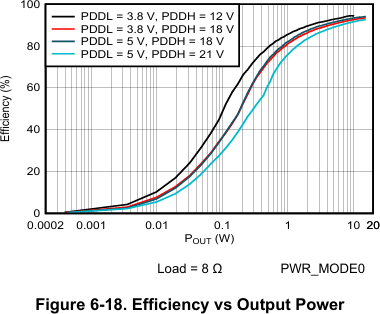 100
80
60
40
20
0
Efficiency (%)
PDDL = 3.8 V, PDDH = 12 V
PDDL = 3.8 V, PDDH = 18 V
PDDL = 5 V, PDDH = 18 V
PDDL = 5 V, PDDH = 21 V
0.0002 0.001 0.01 0.1 1 10 20
POUT (W)
Load = 8 Ω PWR_MODE0
Figure 6-18. Efficiency vs Output Power